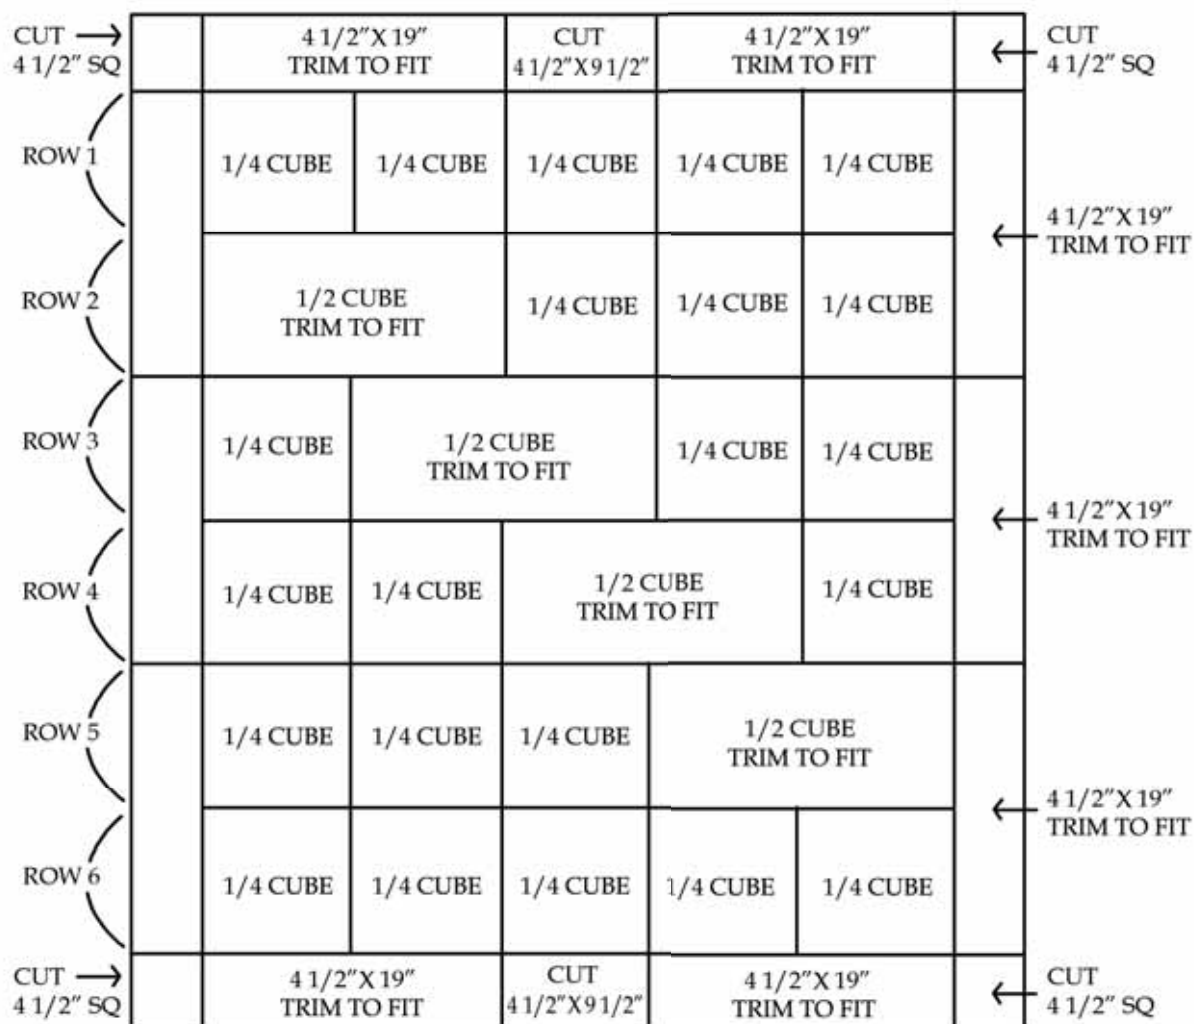 CUT
4 1/2" SQ
4 1/2"X 19"
TRIM TO FIT
CUT
4 1/2"X9 1/2"
4 1/2"X 19"
TRIM TO FIT
CUT
4 1/2" SQ
ROW 1
1/4 CUBE
1/4 CUBE
1/4 CUBE
1/4 CUBE
1/4 CUBE
4 1/2"X 19"
TRIM TO FIT
ROW 2
1/2 CUBE
TRIM TO FIT
1/4 CUBE
1/4 CUBE
1/4 CUBE
ROW 3
1/4 CUBE
1/2 CUBE
TRIM TO FIT
1/4 CUBE
1/4 CUBE
4 1/2"X 19"
TRIM TO FIT
ROW 4
1/4 CUBE
1/4 CUBE
1/2 CUBE
TRIM TO FIT
1/4 CUBE
ROW 5
1/4 CUBE
1/4 CUBE
1/4 CUBE
1/2 CUBE
TRIM TO FIT
4 1/2"X 19"
TRIM TO FIT
ROW 6
1/4 CUBE
1/4 CUBE
1/4 CUBE
1/4 CUBE
1/4 CUBE
CUT
4 1/2" SQ
4 1/2"X 19"
TRIM TO FIT
CUT
4 1/2"X9 1/2"
4 1/2"X 19"
TRIM TO FIT
CUT
4 1/2" SQ